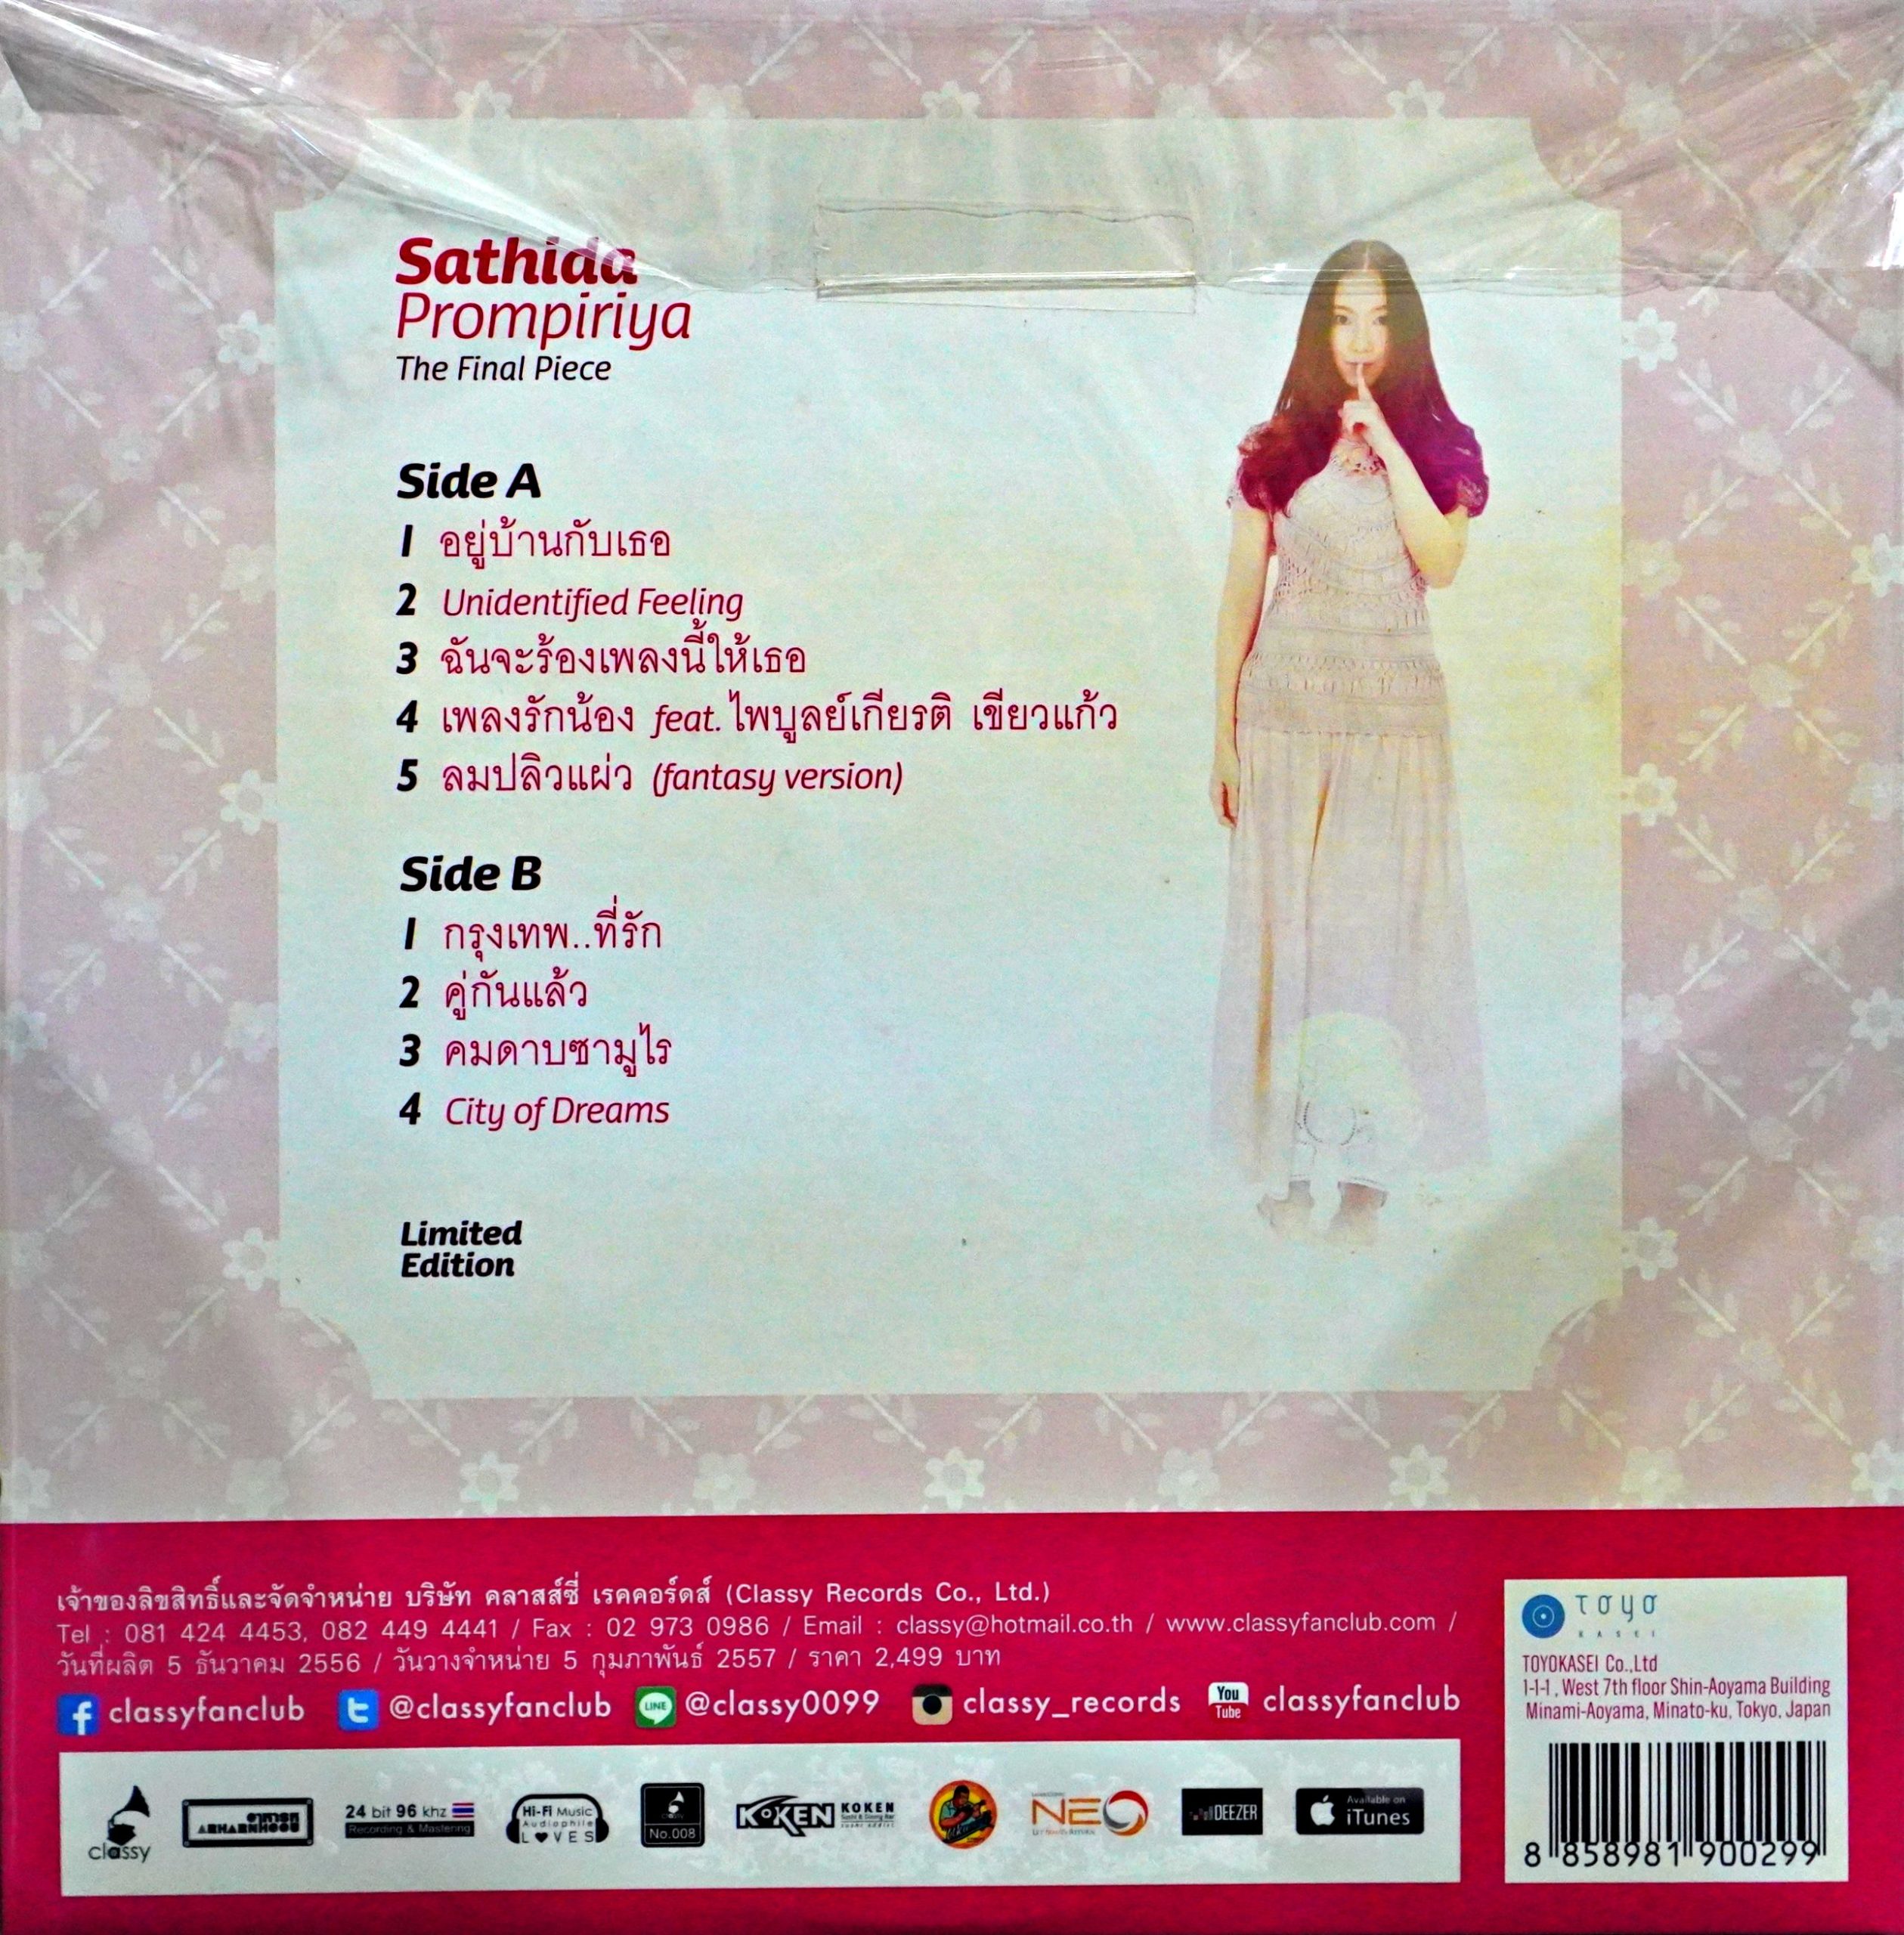 Sathida
Prompiriya
The Final Piece
Side A
1 อยู่บ้านกับเธอ
2 Unidentified Feeling
3 ฉันจะร้องเพลงนี้ให้เธอ
4 เพลงรักน้อง feat. ไพบูลย์เกียรติ เขียวแก้ว
5 ลมปลิวแผ่ว (fantasy version)
Side B
1 กรุงเทพ..ที่รัก
2 คู่กันแล้ว
3 คมดาบซามูไร
4 City of Dreams
Limited
Edition
เจ้าของลิขสิทธิ์และจัดจำหน่าย บริษัท คลาสส์ซี่ เรคคอร์ดส์ (Classy Records Co., Ltd.)
Tel : 081 424 4453, 082 449 4441 / Fax : 02 973 0986 / Email : classy@hotmail.co.th / www.classyfanclub.com /
วันที่ผลิต 5 ธันวาคม 2556 / วันวางจำหน่าย 5 กุมภาพันธ์ 2557 / ราคา 2,499 บาท
f classyfanclub t @classyfanclub LINE @classy0099 classy_records You Tube classyfanclub
classy
24 bit 96 khz
Recording & Mastering
Hi-Fi Music
Audiophile
L VES
No.008
KOKEN
KOKEN
NEO
DEEZER
Available on
iTunes
TOYO
KASEI
TOYOKASEI Co.,Ltd
1-1-1, West 7th floor Shin-Aoyama Building
Minami-Aoyama, Minato-ku, Tokyo, Japan
8 858981 900299